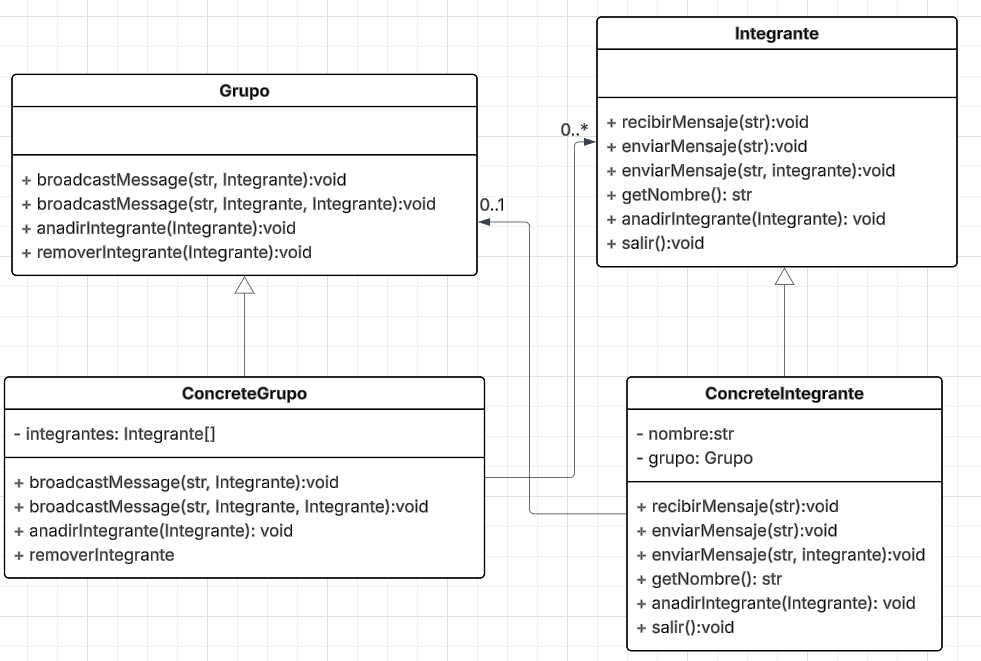 Grupo
+ broadcastMessage(str, Integrante):void
+ broadcastMessage(str, Integrante, Integrante):void
+ anadirIntegrante(Integrante):void
+ removerIntegrante(Integrante):void
Integrante
+ recibirMensaje(str):void
+ enviarMensaje(str):void
+ enviarMensaje(str, integrante):void
+ getNombre(): str
+ anadirIntegrante(Integrante): void
+ salir():void
0..*
0..1
ConcreteGrupo
- integrantes: Integrante[]
+ broadcastMessage(str, Integrante):void
+ broadcastMessage(str, Integrante, Integrante):void
+ anadirIntegrante(Integrante): void
+ removerIntegrante
ConcreteIntegrante
- nombre:str
- grupo: Grupo
+ recibirMensaje(str):void
+ enviarMensaje(str):void
+ enviarMensaje(str, integrante):void
+ getNombre(): str
+ anadirIntegrante(Integrante): void
+ salir():void